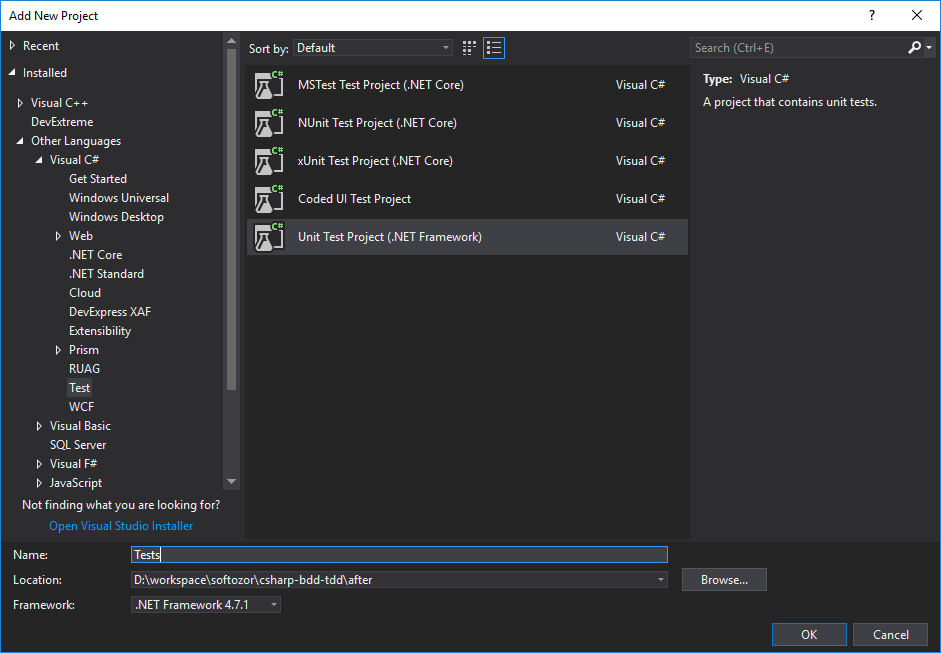 Add New Project
?
Recent
Installed
Visual C++
DevExtreme
Other Languages
Visual C#
Get Started
Windows Universal
Windows Desktop
Web
.NET Core
.NET Standard
Cloud
DevExpress XAF
Extensibility
Prism
RUAG
Test
WCF
Visual Basic
SQL Server
Visual F#
JavaScript
Not finding what you are looking for?
Open Visual Studio Installer
Sort by: Default
C# MSTest Test Project (.NET Core) Visual C#
C# NUnit Test Project (.NET Core) Visual C#
C# xUnit Test Project (.NET Core) Visual C#
C# Coded UI Test Project Visual C#
C# Unit Test Project (.NET Framework) Visual C#
Search (Ctrl+E)
Type: Visual C#
A project that contains unit tests.
Name: Tests
Location: D:\workspace\softozor\csharp-bdd-tdd\after Browse...
Framework: .NET Framework 4.7.1
OK Cancel